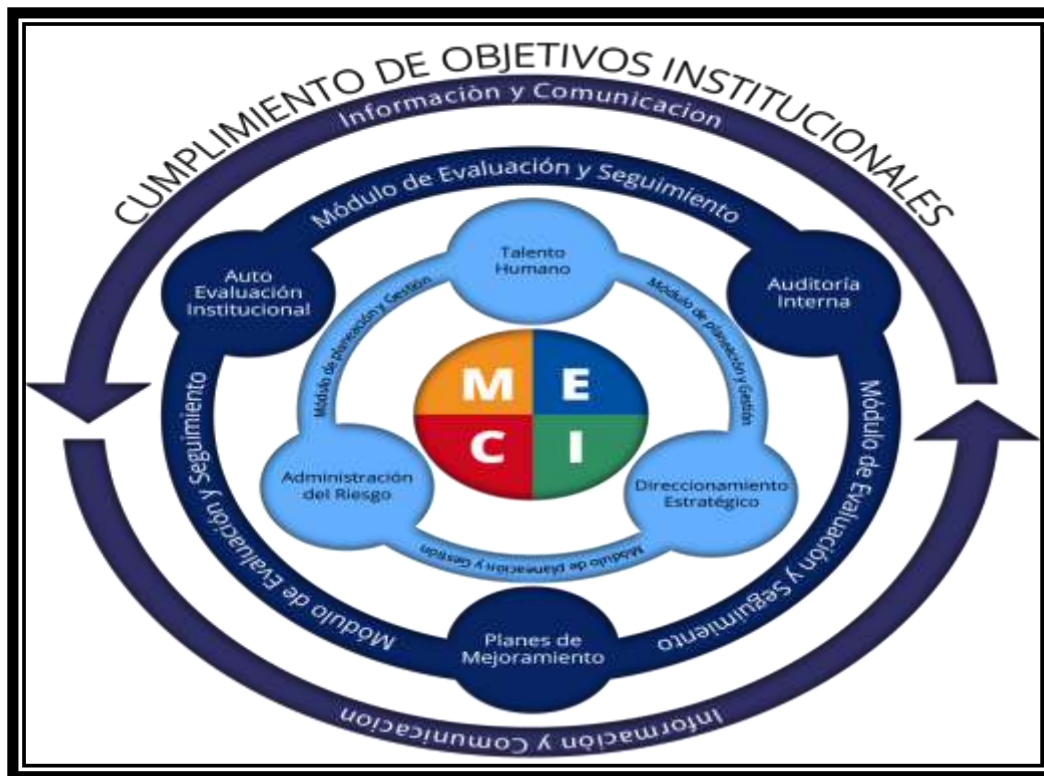 CUMPLIMIENTO DE OBJETIVOS INSTITUCIONALES
Informaciòn y Comunicacion
Módulo de Evaluación y Seguimiento
Talento
Humano
Auto
Evaluación
Institucional
Auditoría
Interna
Módulo de planeación y Gestión
Módulo de planeación y Gestión
M E
C I
Módulo de Evaluación y Seguimiento
Módulo de Evaluación y Seguimiento
Administración
del Riesgo
Direccionamiento
Estratégico
Módulo de planeación y Gestión
Planes de
Mejoramiento
Informaciòn y Comunicacion